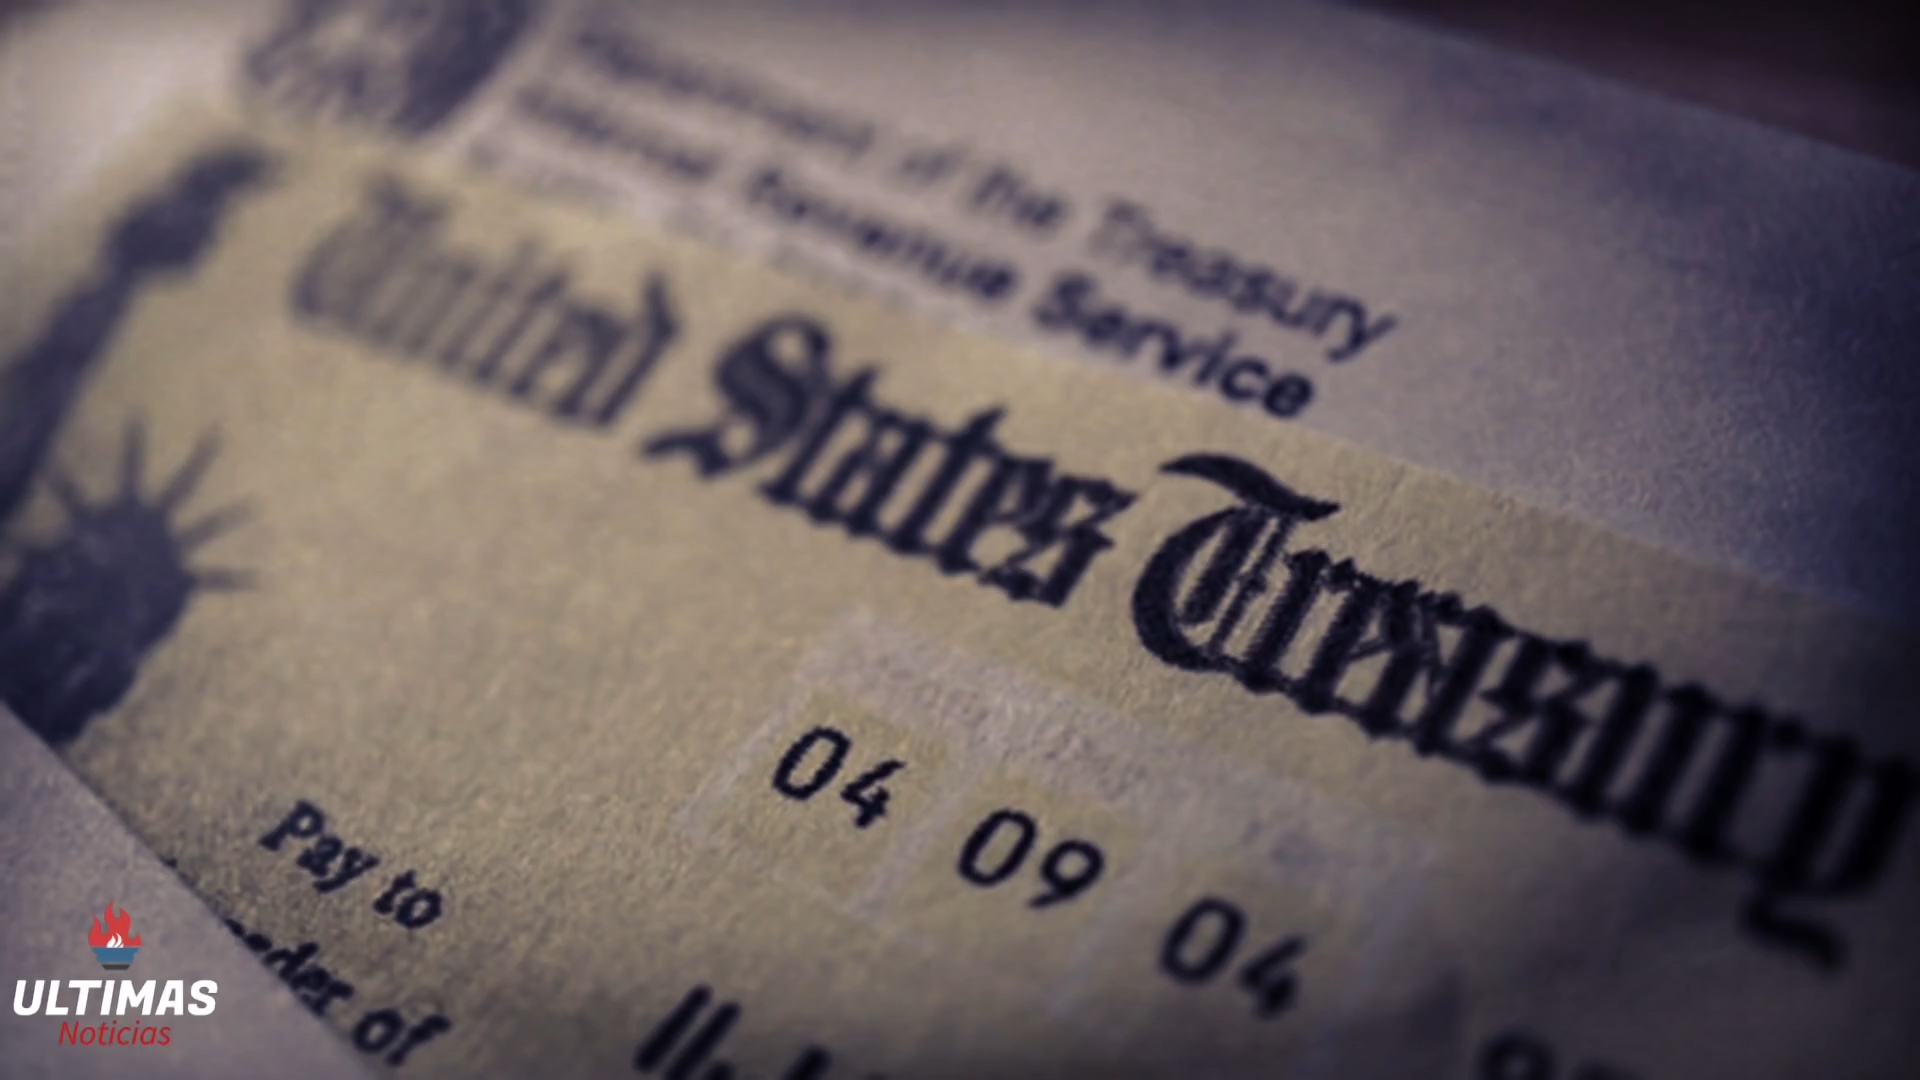 Department of the Treasury
Internal Revenue Service
United States Treasury
04 09 04
Pay to
order of
ULTIMAS
Noticias